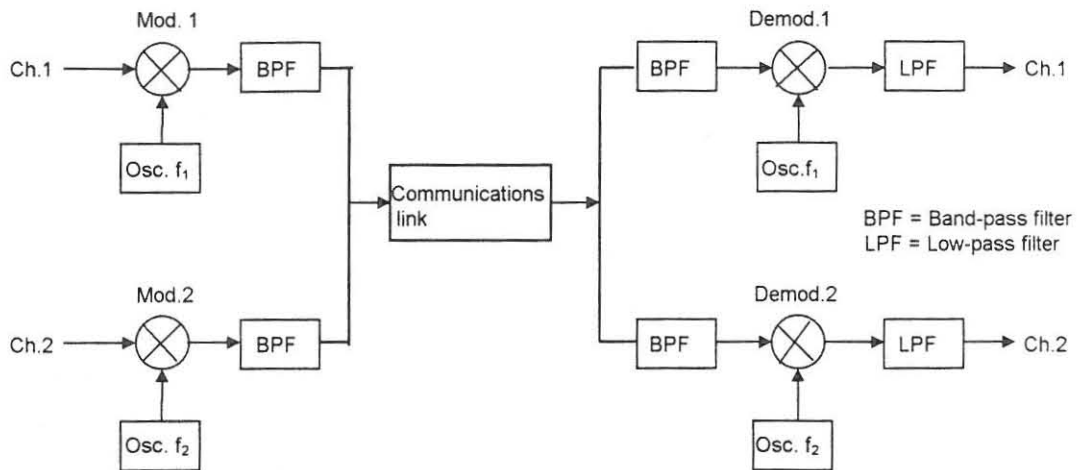 Mod. 1
Demod.1
Ch.1
BPF
BPF
LPF
Ch.1
Osc. f₁
Osc.f₁
Communications
link
BPF = Band-pass filter
LPF = Low-pass filter
Mod.2
Demod.2
Ch.2
BPF
BPF
LPF
Ch.2
Osc. f₂
Osc. f₂